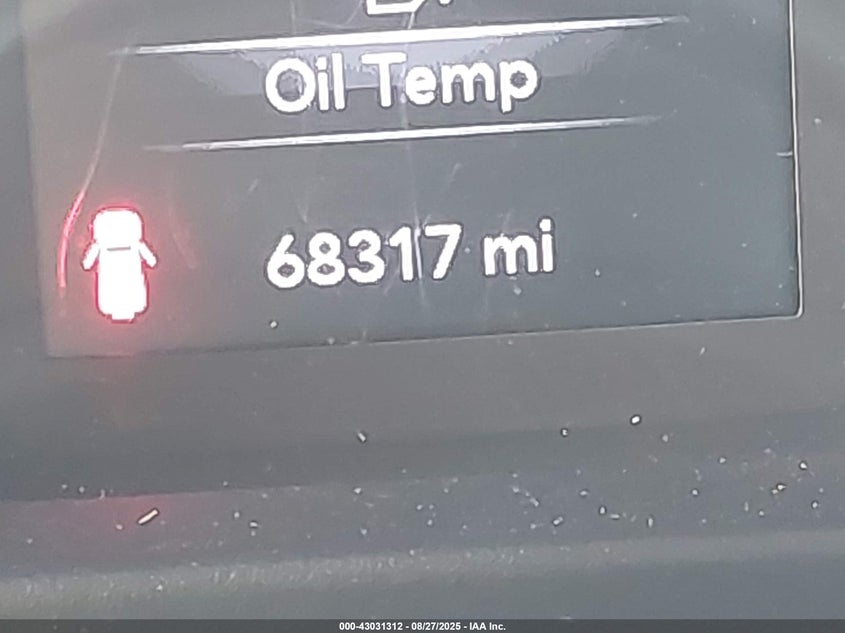 Oil Temp
68317 mi
000-43031312 - 08/27/2025 - IAA Inc.